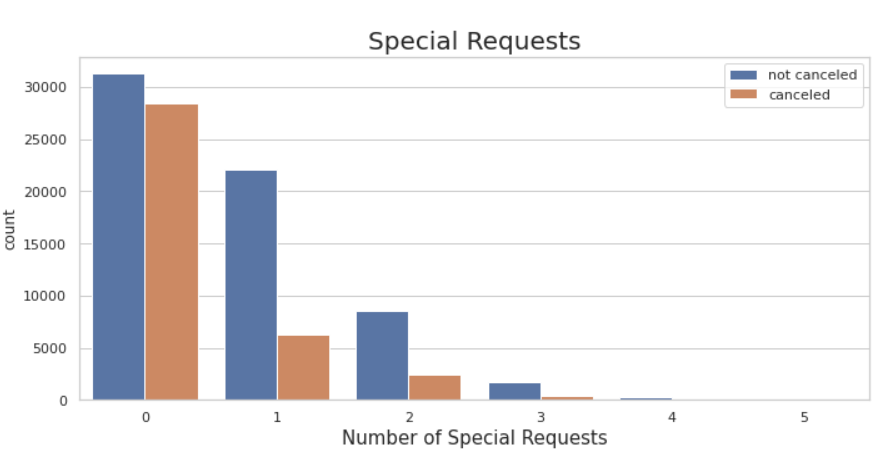 Special Requests
not canceled
canceled
30000
25000
20000
15000
10000
5000
0
count
0 1 2 3 4 5
Number of Special Requests